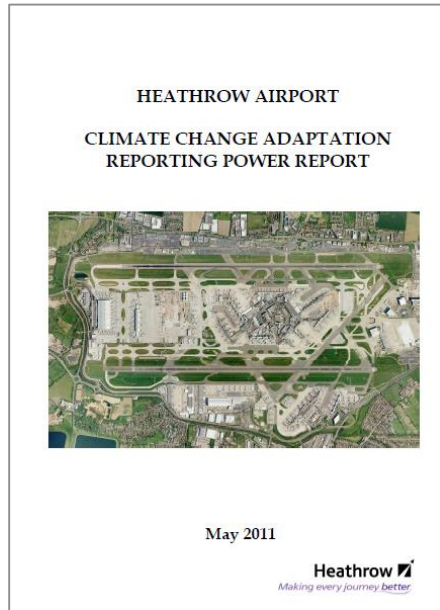 HEATHROW AIRPORT
CLIMATE CHANGE ADAPTATION
REPORTING POWER REPORT
May 2011
Heathrow
Making every journey better